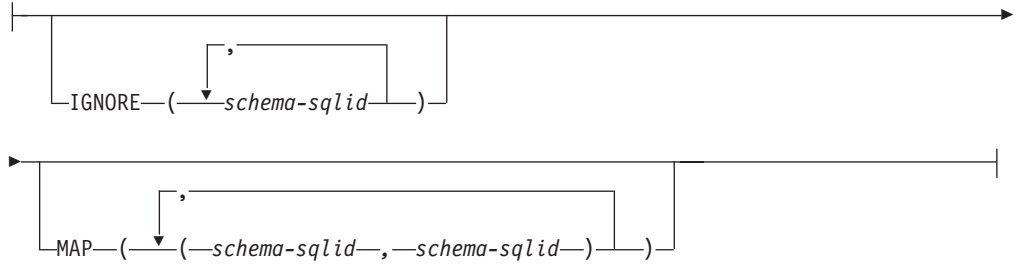 ,
IGNORE ( schema-sqlid )
,
MAP ( ( schema-sqlid , schema-sqlid ) )